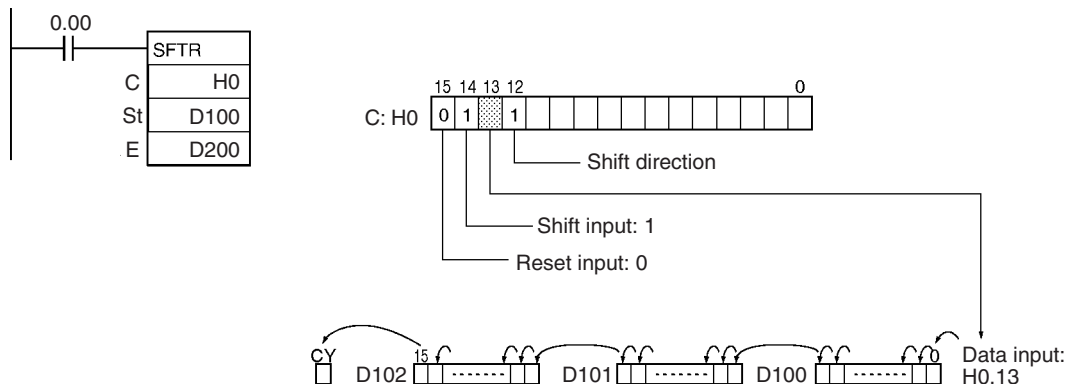 0.00
SFTR
C H0
St D100
E D200
15 14 13 12 0
C: H0 0 1 1
Shift direction
Shift input: 1
Reset input: 0
CY 15 0 Data input:
D102 D101 D100 H0.13